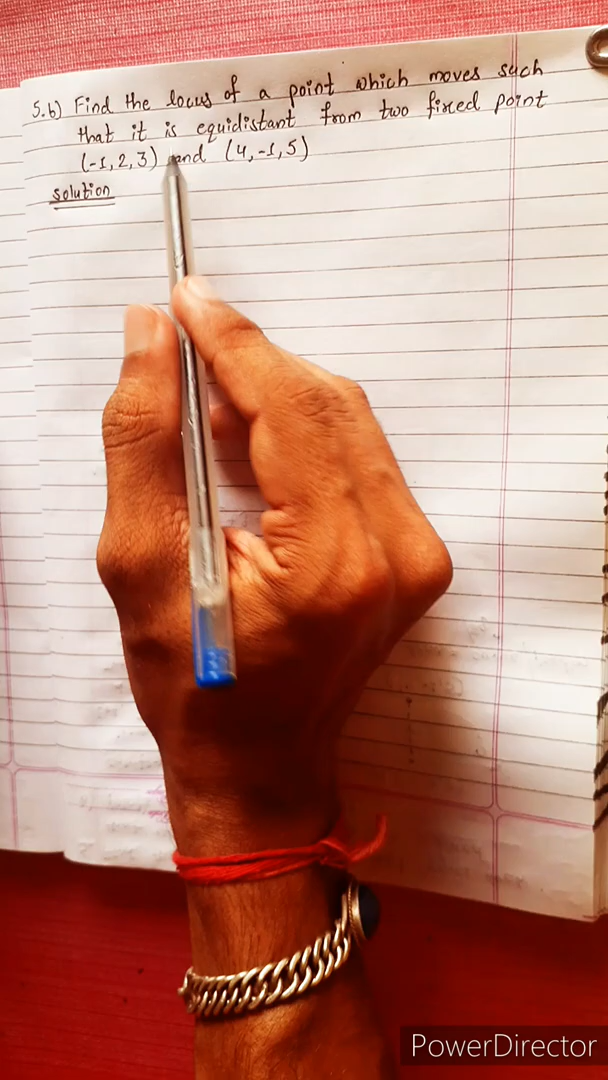 5.b) Find the locus of a point which moves such
that it is equidistant from two fixed point
(-1,2,3) and (4,-1,5)
solution
PowerDirector